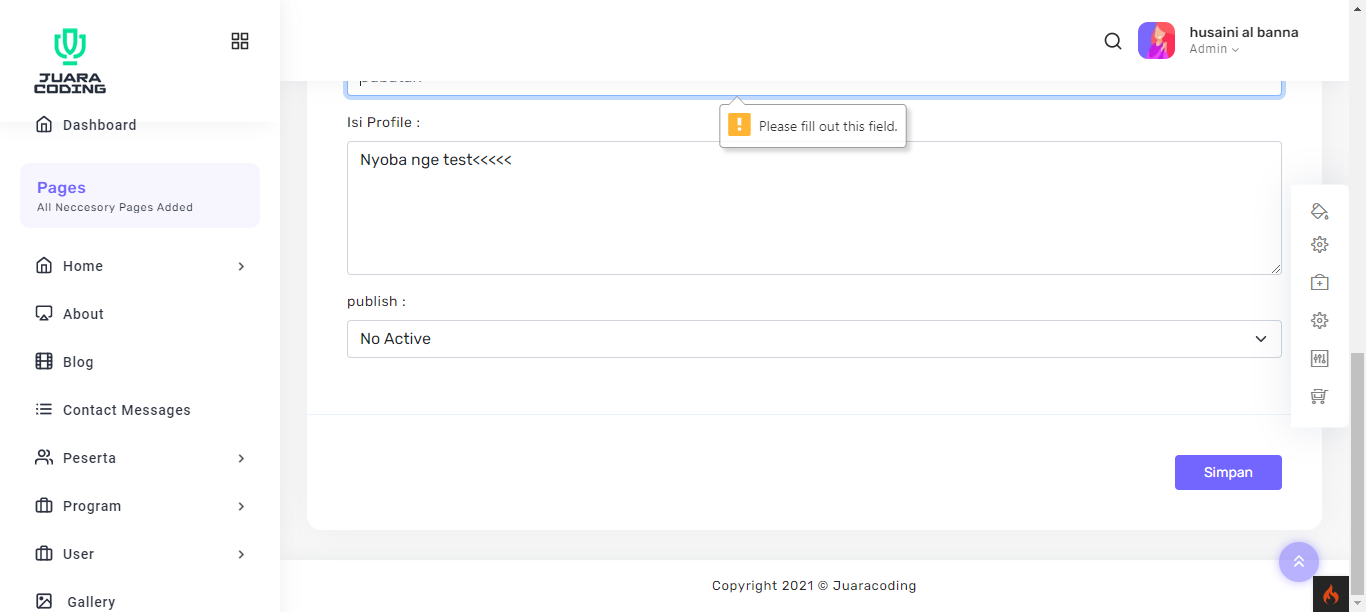 JUARA
CODING
husaini al banna
Admin
Dashboard
Pages
All Neccesory Pages Added
Home
About
Blog
Contact Messages
Peserta
Program
User
Gallery
Please fill out this field.
Isi Profile :
Nyoba nge test<<<<<
publish :
No Active
Simpan
Copyright 2021 © Juaracoding